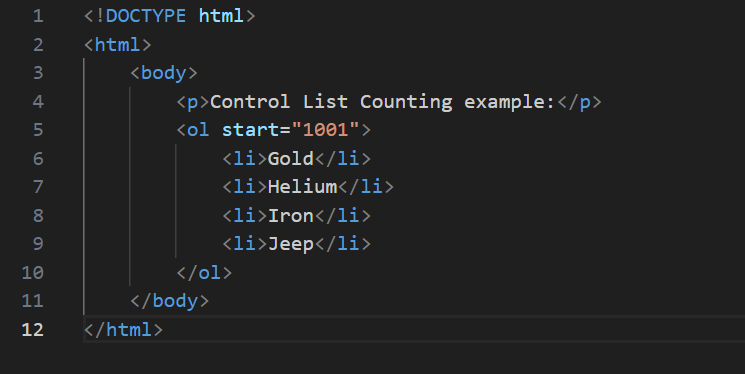 1 <!DOCTYPE html>
2 <html>
3     <body>
4         <p>Control List Counting example:</p>
5         <ol start="1001">
6             <li>Gold</li>
7             <li>Helium</li>
8             <li>Iron</li>
9             <li>Jeep</li>
10         </ol>
11     </body>
12 </html>